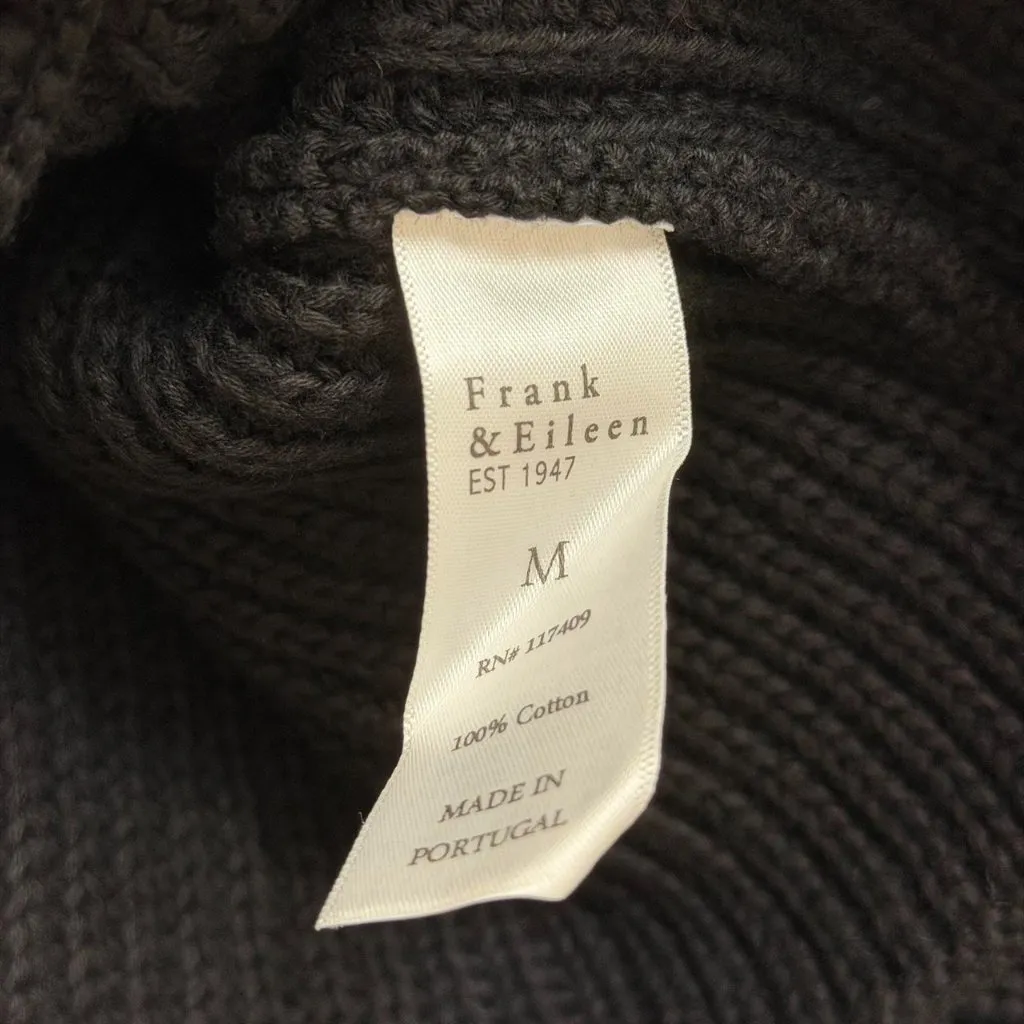 Frank
&Eileen
EST 1947
M
RN# 117409
100% Cotton
MADE IN
PORTUGAL